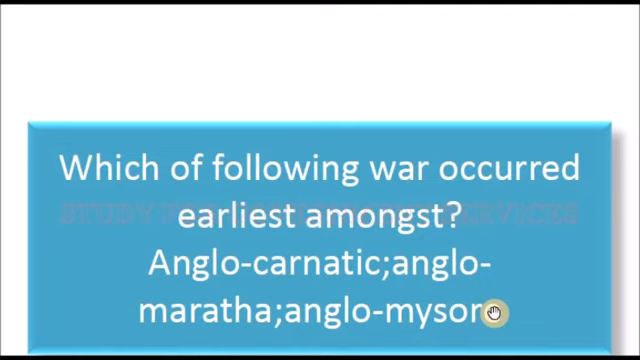 Which of following war occurred
earliest amongst?
Anglo-carnatic;anglo-
maratha;anglo-mysor